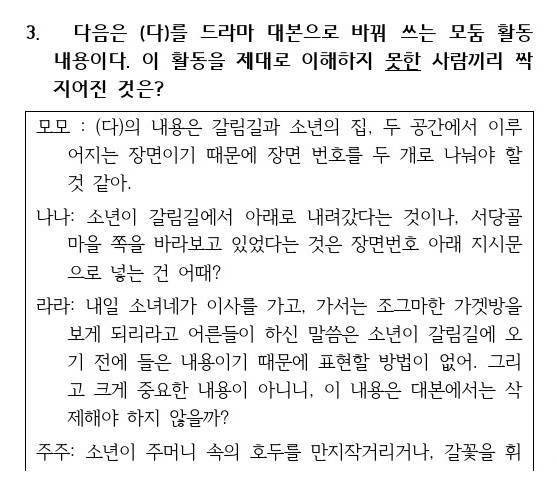 3. 다음은 (다)를 드라마 대본으로 바꿔 쓰는 모둠 활동
내용이다. 이 활동을 제대로 이해하지 못한 사람끼리 짝
지어진 것은?
모모 : (다)의 내용은 갈림길과 소년의 집, 두 공간에서 이루
어지는 장면이기 때문에 장면 번호를 두 개로 나눠야 할
것 같아.
나나: 소년이 갈림길에서 아래로 내려갔다는 것이나, 서당골
마을 쪽을 바라보고 있었다는 것은 장면번호 아래 지시문
으로 넣는 건 어때?
라라: 내일 소녀네가 이사를 가고, 가서는 조그마한 가겟방을
보게 되리라고 어른들이 하신 말씀은 소년이 갈림길에 오
기 전에 들은 내용이기 때문에 표현할 방법이 없어. 그리
고 크게 중요한 내용이 아니니, 이 내용은 대본에서는 삭
제해야 하지 않을까?
주주: 소년이 주머니 속의 호두를 만지작거리거나, 갈꽃을 휘